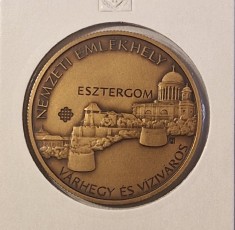 NEMZETI EMLÉKHELY
ESZTERGOM
VÁRHEGY ÉS VÍZIVÁROS